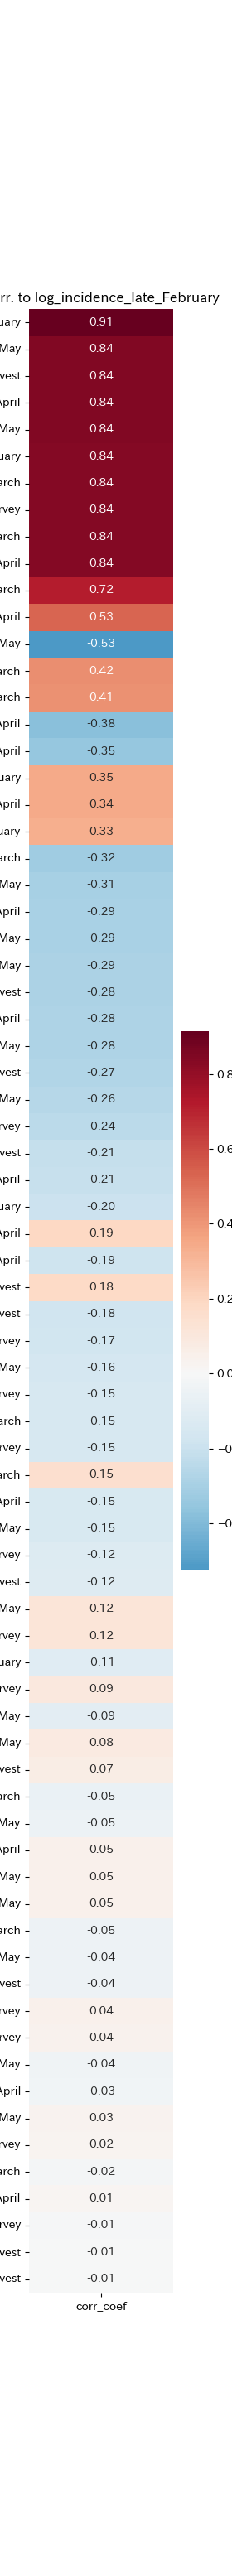 rr. to log_incidence_late_February
uary 0.91
May 0.84
vest 0.84
April 0.84
May 0.84
uary 0.84
arch 0.84
rvey 0.84
arch 0.84
April 0.84
arch 0.72
April 0.53
May -0.53
arch 0.42
arch 0.41
April -0.38
April -0.35
uary 0.35
April 0.34
uary 0.33
arch -0.32
May -0.31
April -0.29
May -0.29
May -0.29
vest -0.28
April -0.28
May -0.28
vest -0.27
May -0.26
rvey -0.24
vest -0.21
April -0.21
uary -0.20
April 0.19
April -0.19
vest 0.18
vest -0.18
rvey -0.17
May -0.16
rvey -0.15
arch -0.15
rvey -0.15
arch 0.15
April -0.15
May -0.15
rvey -0.12
vest -0.12
May 0.12
rvey 0.12
uary -0.11
rvey 0.09
May -0.09
May 0.08
vest 0.07
arch -0.05
May -0.05
April 0.05
May 0.05
May 0.05
arch -0.05
May -0.04
vest -0.04
rvey 0.04
rvey 0.04
May -0.04
April -0.03
May 0.03
rvey 0.02
arch -0.02
April 0.01
rvey -0.01
vest -0.01
vest -0.01
corr_coef
0.8
0.6
0.4
0.2
0.0
−0.
−0.